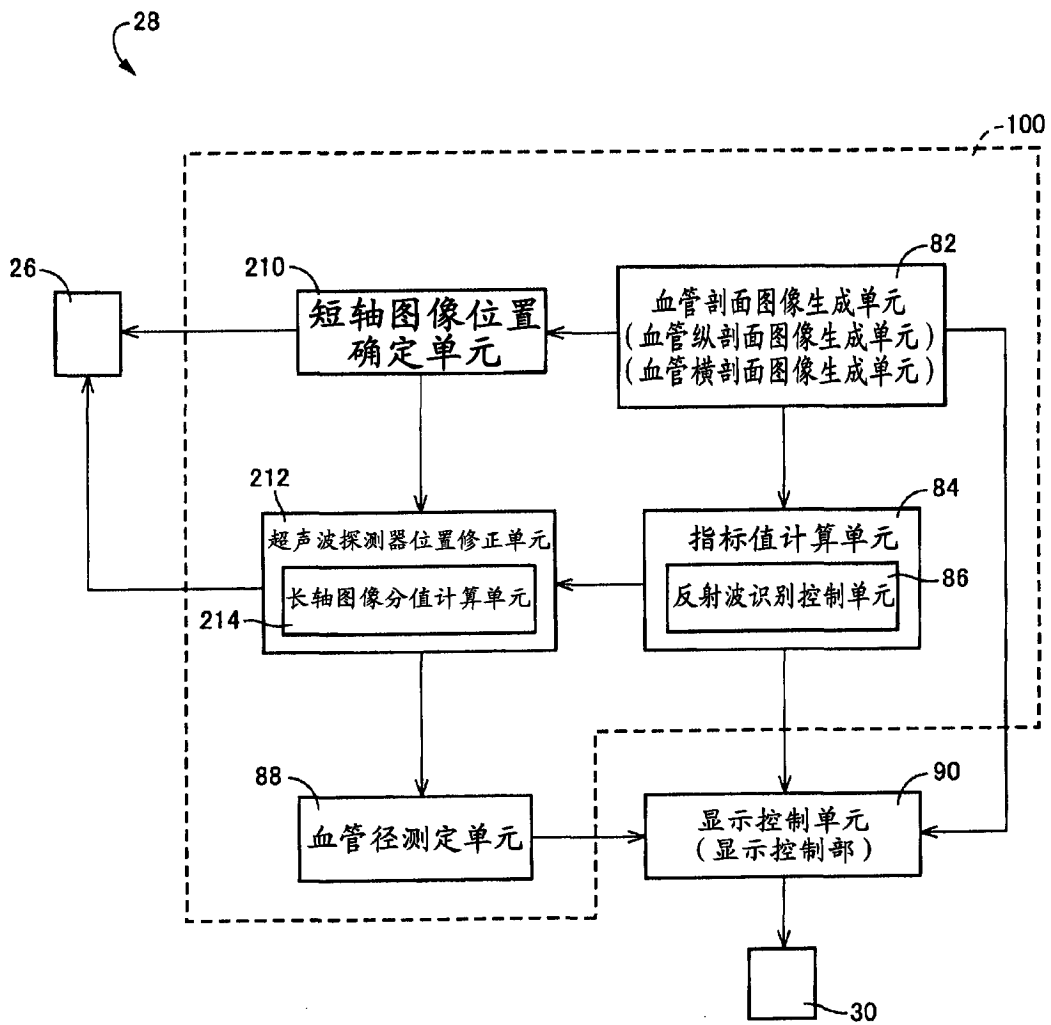 28
100
26
210
82
短轴图像位置
确定单元
血管剖面图像生成单元
(血管纵剖面图像生成单元)
(血管横剖面图像生成单元)
212
84
超声波探测器位置修正单元
指标值计算单元
长轴图像分值计算单元
214
反射波识别控制单元
86
88
90
血管径测定单元
显示控制单元
(显示控制部)
30